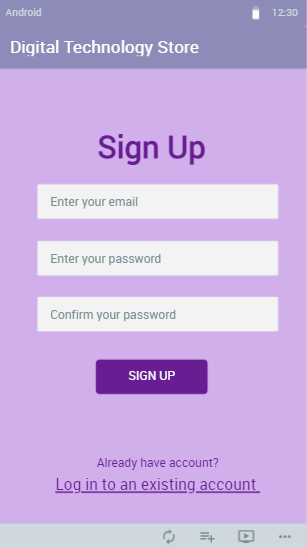 Android
12:30
Digital Technology Store
Sign Up
Enter your email
Enter your password
Confirm your password
SIGN UP
Already have account?
Log in to an existing account